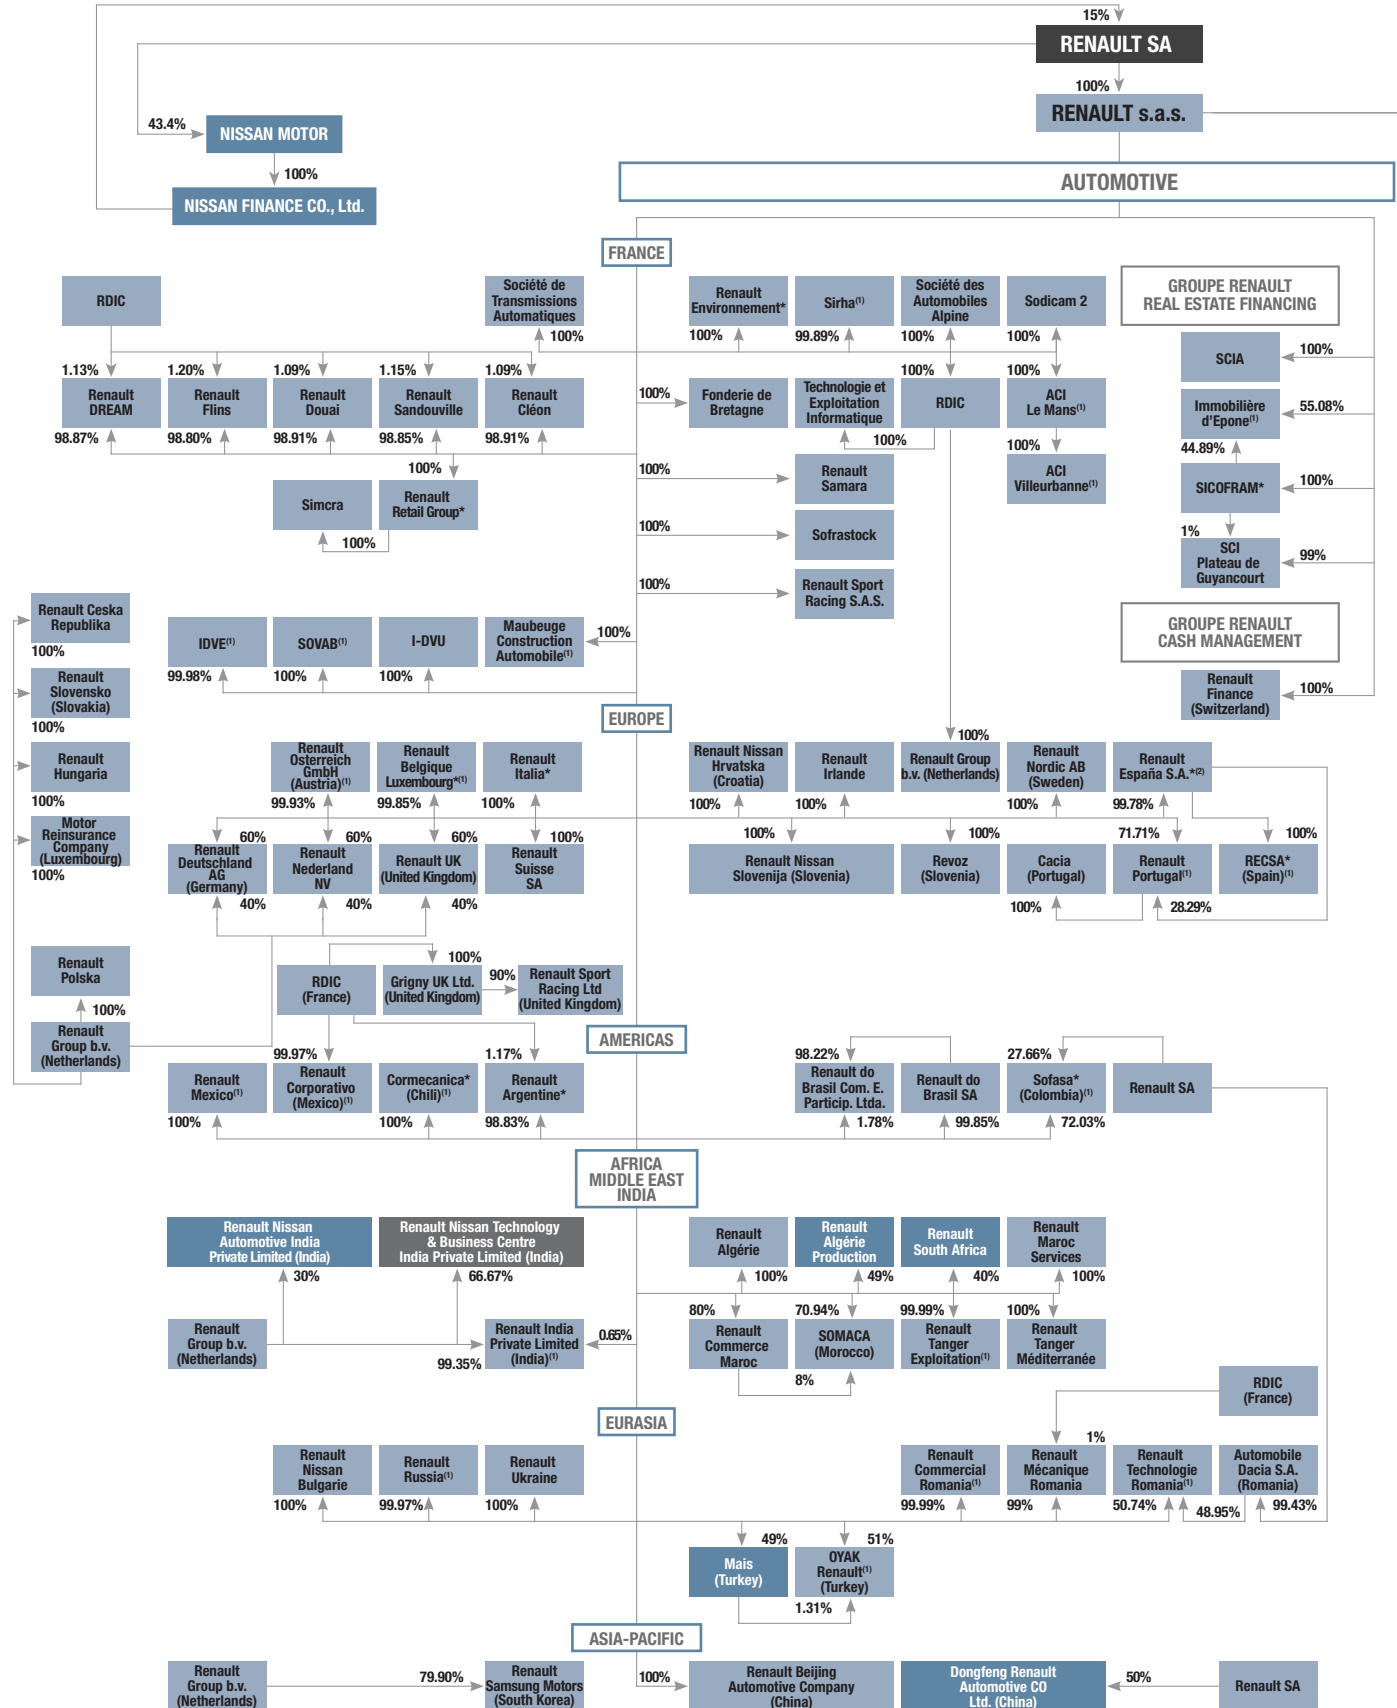 15%
RENAULT SA
100%
RENAULT s.a.s.
43.4%
NISSAN MOTOR
100%
NISSAN FINANCE CO., Ltd.
AUTOMOTIVE
FRANCE
RDIC
Société de
Transmissions
Automatiques
100%
Renault
Environnement*
100%
Sirha(1)
99.89%
Société des
Automobiles
Alpine
100%
Sodicam 2
100%
GROUPE RENAULT
REAL ESTATE FINANCING
1.13%
Renault
DREAM
98.87%
1.20%
Renault
Flins
98.80%
1.09%
Renault
Douai
98.91%
1.15%
Renault
Sandouville
98.85%
1.09%
Renault
Cléon
98.91%
100%
Fonderie de
Bretagne
Technologie et
Exploitation
Informatique
100%
100%
RDIC
100%
ACI
Le Mans(1)
100%
ACI
Villeurbanne(1)
SCIA
100%
Immobilière
d'Epone(1)
55.08%
44.89%
SICOFRAM*
100%
1%
SCI
Plateau de
Guyancourt
99%
100%
Simcra
Renault
Retail Group*
100%
100%
Renault
Samara
100%
Sofrastock
100%
Renault Sport
Racing S.A.S.
Renault Ceska
Republika
100%
Renault
Slovensko
(Slovakia)
100%
Renault
Hungaria
100%
Motor
Reinsurance
Company
(Luxembourg)
100%
IDVE(1)
99.98%
SOVAB(1)
100%
I-DVU
100%
Maubeuge
Construction
Automobile(1)
100%
GROUPE RENAULT
CASH MANAGEMENT
Renault
Finance
(Switzerland)
100%
EUROPE
Renault
Osterreich
GmbH
(Austria)(1)
99.93%
Renault
Belgique
Luxembourg*(1)
99.85%
Renault
Italia*
100%
Renault Nissan
Hrvatska
(Croatia)
100%
Renault
Irlande
100%
100%
Renault Group
b.v. (Netherlands)
Renault
Nordic AB
(Sweden)
100%
Renault
España S.A.*(2)
99.78%
60%
Renault
Deutschland
AG
(Germany)
40%
60%
Renault
Nederland
NV
40%
60%
Renault UK
(United Kingdom)
40%
100%
Renault
Suisse
SA
100%
Renault Nissan
Slovenija (Slovenia)
100%
Revoz
(Slovenia)
Cacia
(Portugal)
100%
71.71%
Renault
Portugal(1)
28.29%
100%
RECSA*
(Spain)(1)
Renault
Polska
100%
Renault
Group b.v.
(Netherlands)
RDIC
(France)
100%
Grigny UK Ltd.
(United Kingdom)
90%
Renault Sport
Racing Ltd
(United Kingdom)
AMERICAS
Renault
Mexico(1)
100%
99.97%
Renault
Corporativo
(Mexico)(1)
Cormecanica*
(Chili)(1)
100%
1.17%
Renault
Argentine*
98.83%
98.22%
Renault do
Brasil Com. E.
Particip. Ltda.
1.78%
Renault do
Brasil SA
99.85%
27.66%
Sofasa*
(Colombia)(1)
72.03%
Renault SA
AFRICA
MIDDLE EAST
INDIA
Renault Nissan
Automotive India
Private Limited (India)
30%
Renault Nissan Technology
& Business Centre
India Private Limited (India)
66.67%
Renault
Algérie
100%
Renault
Algérie
Production
49%
Renault
South Africa
40%
Renault
Maroc
Services
100%
Renault
Group b.v.
(Netherlands)
99.35%
Renault India
Private Limited
(India)(1)
0.65%
80%
Renault
Commerce
Maroc
8%
70.94%
SOMACA
(Morocco)
99.99%
Renault
Tanger
Exploitation(1)
100%
Renault
Tanger
Méditerranée
RDIC
(France)
EURASIA
Renault
Nissan
Bulgarie
100%
Renault
Russia(1)
99.97%
Renault
Ukraine
100%
Renault
Commercial
Romania(1)
99.99%
1%
Renault
Mécanique
Romania
99%
Renault
Technologie
Romania(1)
50.74%
48.95%
Automobile
Dacia S.A.
(Romania)
99.43%
49%
Mais
(Turkey)
1.31%
51%
OYAK
Renault(1)
(Turkey)
ASIA-PACIFIC
Renault
Group b.v.
(Netherlands)
79.90%
Renault
Samsung Motors
(South Korea)
100%
Renault Beijing
Automotive Company
(China)
Dongfeng Renault
Automotive CO
Ltd. (China)
50%
Renault SA